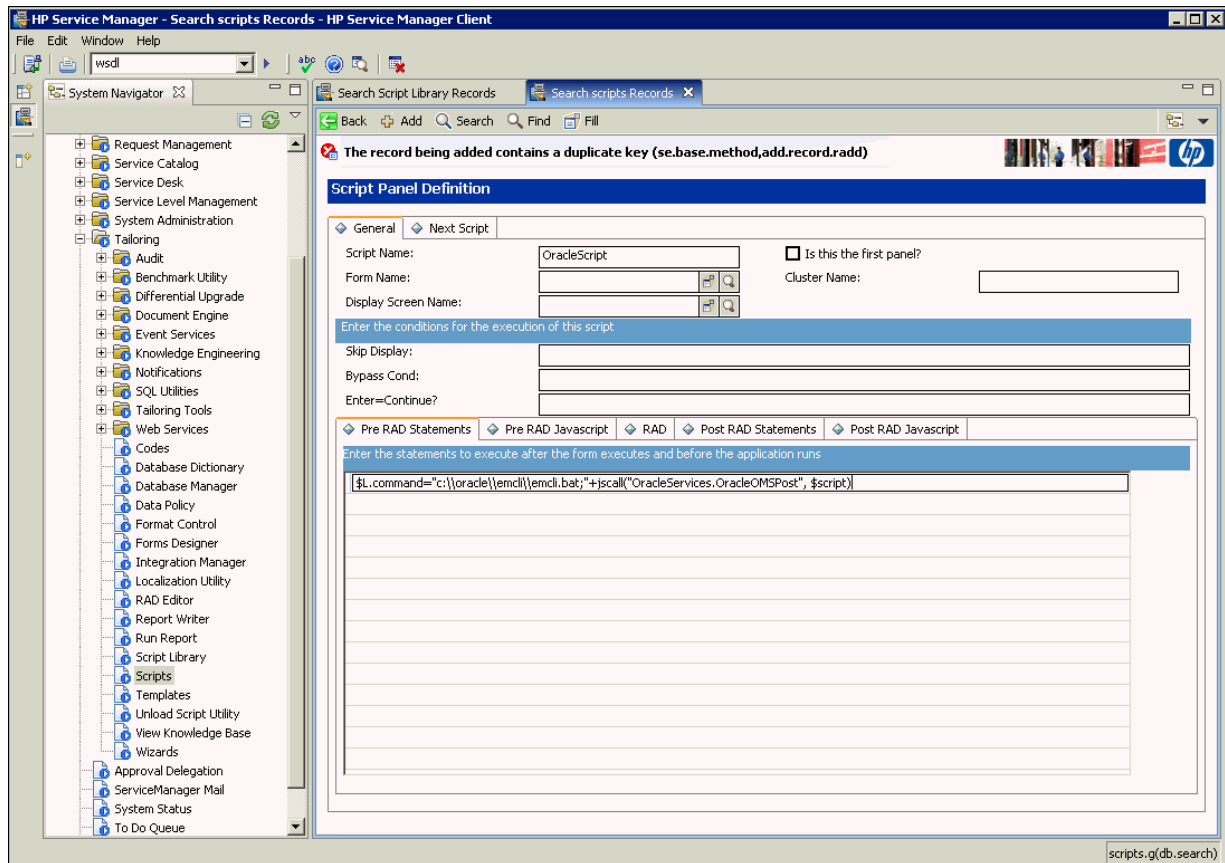 HP Service Manager - Search scripts Records - HP Service Manager Client
File Edit Window Help
wsdl
abc
System Navigator
Request Management
Service Catalog
Service Desk
Service Level Management
System Administration
Tailoring
Audit
Benchmark Utility
Differential Upgrade
Document Engine
Event Services
Knowledge Engineering
Notifications
SQL Utilities
Tailoring Tools
Web Services
Codes
Database Dictionary
Database Manager
Data Policy
Format Control
Forms Designer
Integration Manager
Localization Utility
RAD Editor
Report Writer
Run Report
Script Library
Scripts
Templates
Unload Script Utility
View Knowledge Base
Wizards
Approval Delegation
ServiceManager Mail
System Status
To Do Queue
Search Script Library Records
Search scripts Records
Back Add Search Find Fill
The record being added contains a duplicate key (se.base.method,add.record.radd)
hp
Script Panel Definition
General Next Script
Script Name: OracleScript Is this the first panel?
Form Name: Cluster Name:
Display Screen Name:
Enter the conditions for the execution of this script
Skip Display:
Bypass Cond:
Enter=Continue?
Pre RAD Statements Pre RAD Javascript RAD Post RAD Statements Post RAD Javascript
Enter the statements to execute after the form executes and before the application runs
$L.command="c:\\oracle\\emcli\\emcli.bat;"+jscall("OracleServices.OracleOMSPost", $script)
scripts.g(db.search)